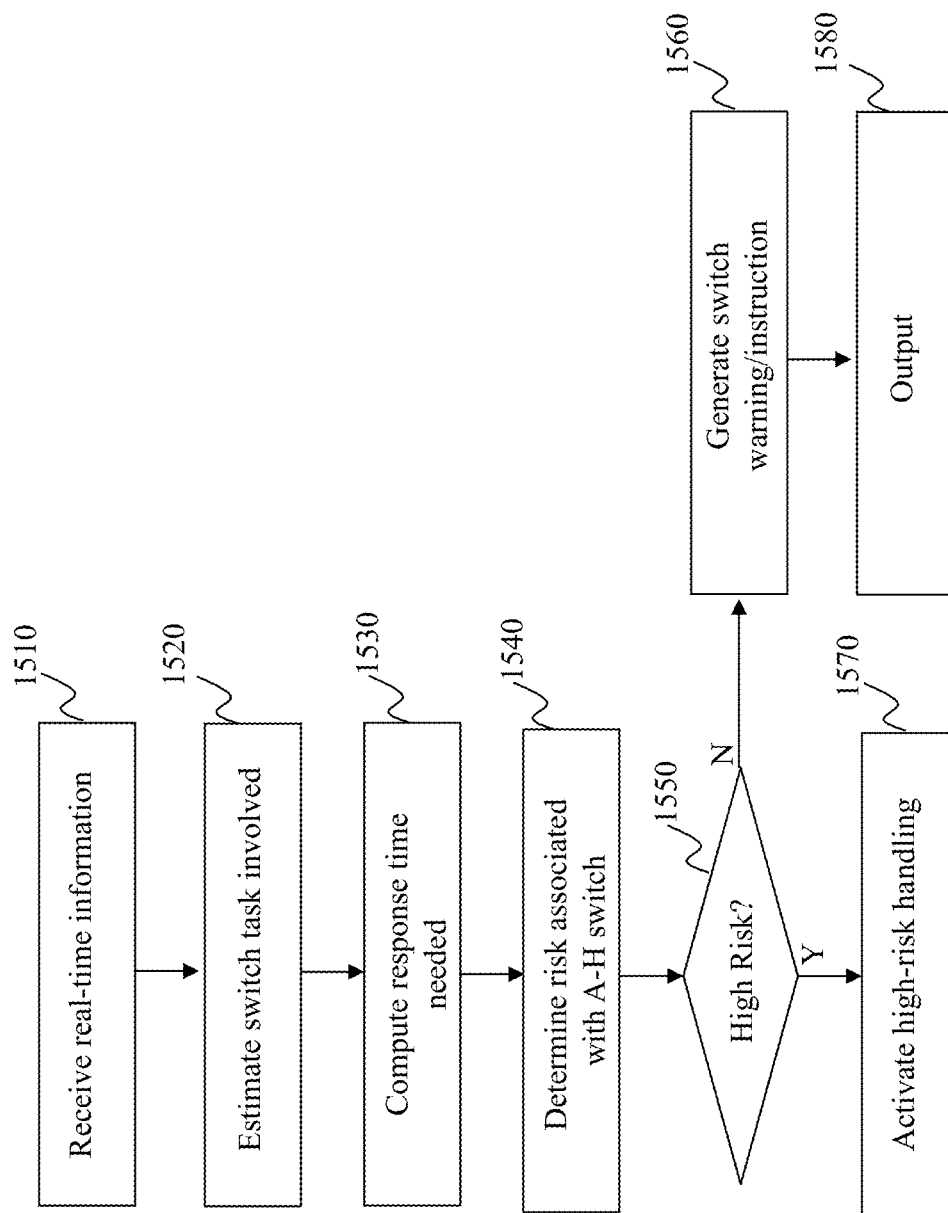 1510
Receive real-time information
1520
Estimate switch task involved
1530
Compute response time
needed
1540
Determine risk associated
with A-H switch
1550
High Risk?
N
Y
1560
Generate switch
warning/instruction
1570
Activate high-risk handling
1580
Output